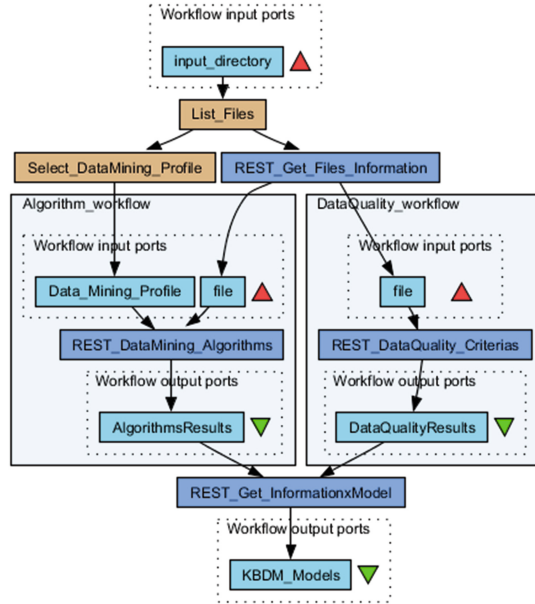 Workflow input ports
input_directory
List_Files
Select_DataMining_Profile
REST_Get_Files_Information
Algorithm_workflow
DataQuality_workflow
Workflow input ports
Workflow input ports
Data_Mining_Profile
file
file
REST_DataMining_Algorithms
REST_DataQuality_Criterias
Workflow output ports
Workflow output ports
AlgorithmsResults
DataQualityResults
REST_Get_InformationxModel
Workflow output ports
KBDM_Models